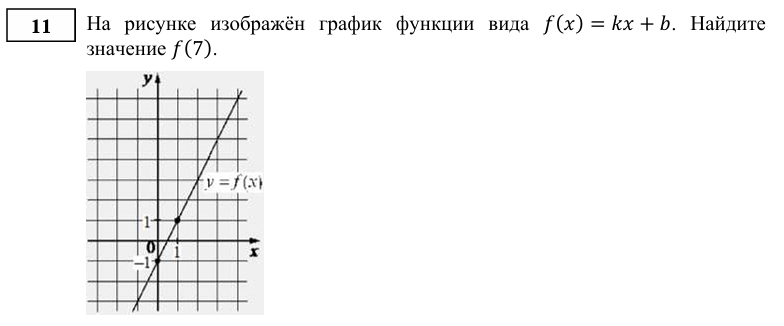 11 На рисунке изображён график функции вида f(x) = kx + b. Найдите
значение f(7).
y
y = f(x)
1
0 1 x
−1